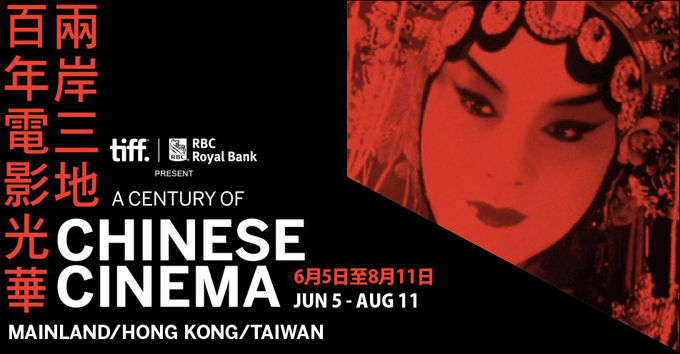 兩岸三地
百年電影光華
tiff.
RBC
RBC
Royal Bank
PRESENT
A CENTURY OF
CHINESE
CINEMA
6月5日至8月11日
JUN 5 - AUG 11
MAINLAND/HONG KONG/TAIWAN